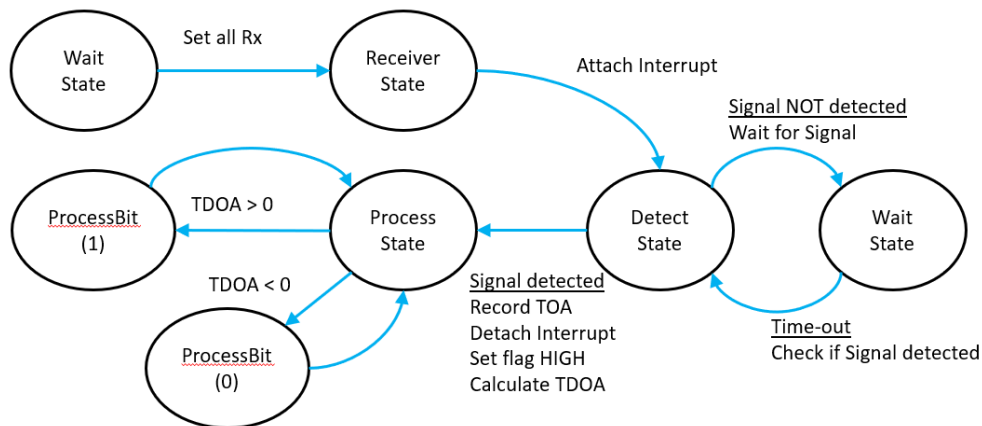 Wait
State
Set all Rx
Receiver
State
Attach Interrupt
Signal NOT detected
Wait for Signal
ProcessBit
(1)
TDOA > 0
Process
State
Detect
State
Wait
State
TDOA < 0
Signal detected
Record TOA
Detach Interrupt
Set flag HIGH
Calculate TDOA
Time-out
Check if Signal detected
ProcessBit
(0)